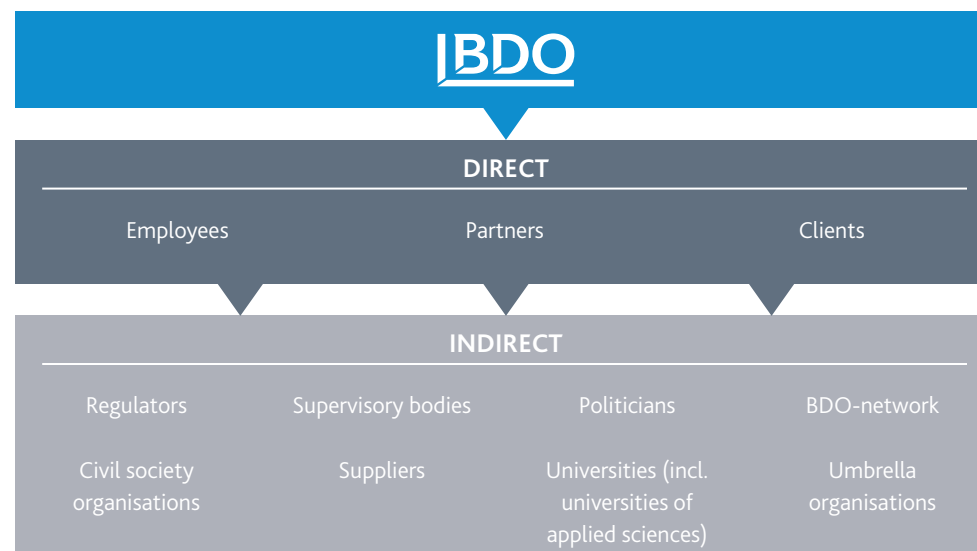 BDO
DIRECT
Employees Partners Clients
INDIRECT
Regulators Supervisory bodies Politicians BDO-network
Civil society
organisations
Suppliers
Universities (incl.
universities of
applied sciences)
Umbrella
organisations